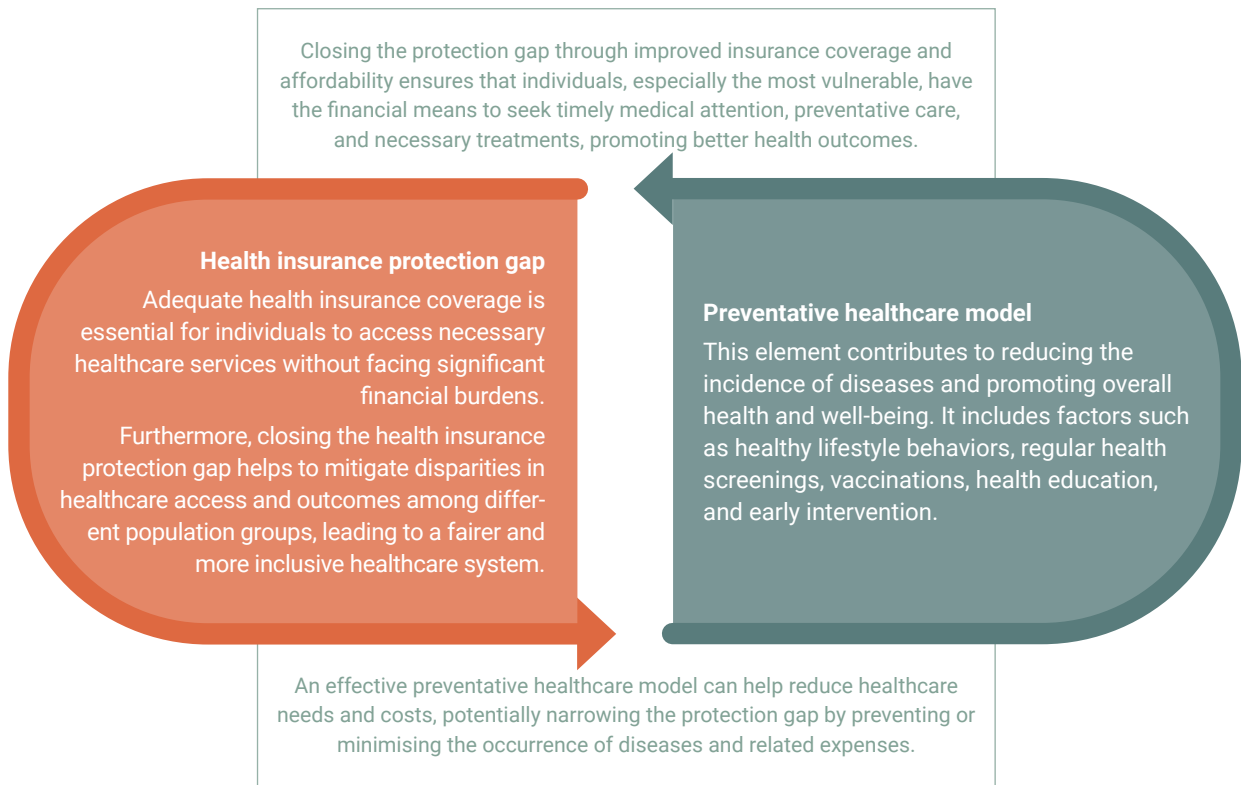 Closing the protection gap through improved insurance coverage and
affordability ensures that individuals, especially the most vulnerable, have
the financial means to seek timely medical attention, preventative care,
and necessary treatments, promoting better health outcomes.
Health insurance protection gap
Adequate health insurance coverage is
essential for individuals to access necessary
healthcare services without facing significant
financial burdens.
Furthermore, closing the health insurance
protection gap helps to mitigate disparities in
healthcare access and outcomes among differ-
ent population groups, leading to a fairer and
more inclusive healthcare system.
Preventative healthcare model
This element contributes to reducing the
incidence of diseases and promoting overall
health and well-being. It includes factors such
as healthy lifestyle behaviors, regular health
screenings, vaccinations, health education,
and early intervention.
An effective preventative healthcare model can help reduce healthcare
needs and costs, potentially narrowing the protection gap by preventing or
minimising the occurrence of diseases and related expenses.